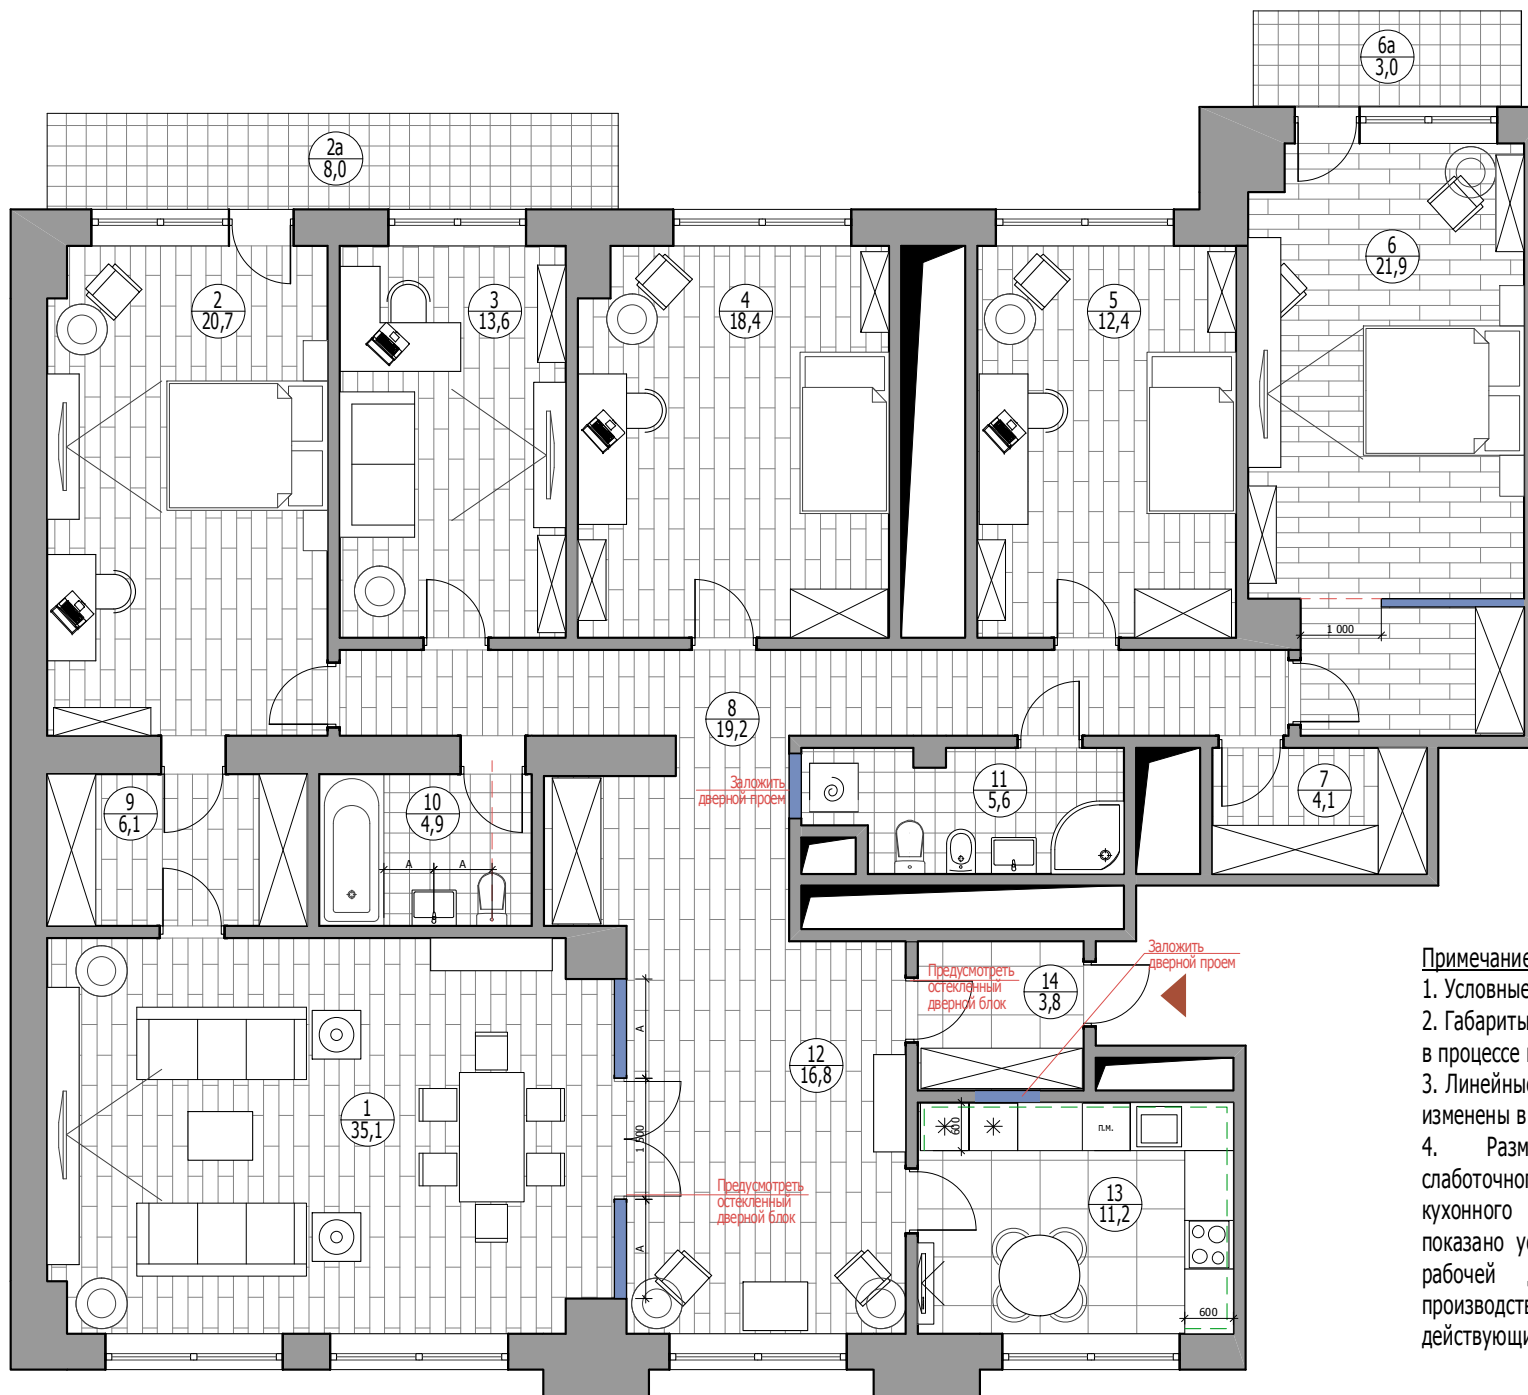 6а
3,0
2а
8,0
2
20,7
3
13,6
4
18,4
5
12,4
6
21,9
1 000
8
19,2
Заложить
дверной проем
11
5,6
7
4,1
9
6,1
10
4,9
А
А
Предусмотреть
остекленный
дверной блок
14
3,8
Заложить
дверной проем
А
12
16,8
1
35,1
1 500
А
Предусмотреть
остекленный
дверной блок
600
п.м.
13
11,2
600
Примечание
1. Условные
2. Габариты
в процессе
3. Линейные
изменены в
4. Разм
слаботочног
кухонного
показано ус
рабочей
производств
действующи